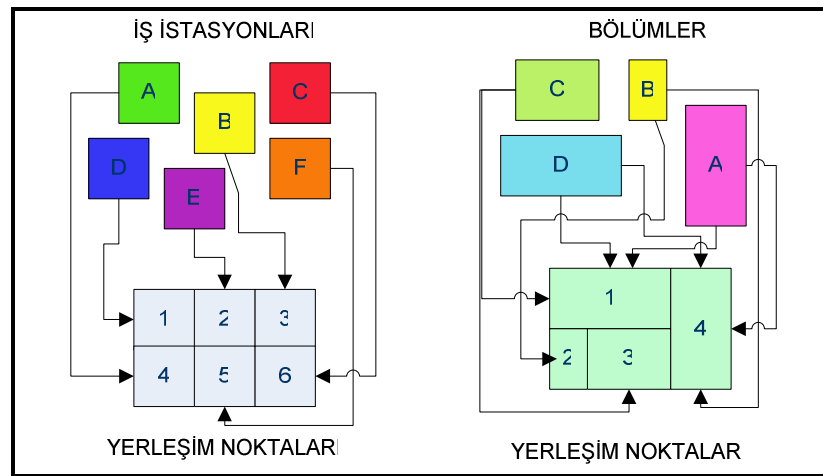 İŞ İSTASYONLARI
BÖLÜMLER
A
B
C
D
E
F
1 2 3
4 5 6
YERLEŞİM NOKTALARI
C
B
D
A
1
4
2 3
YERLEŞİM NOKTALAR